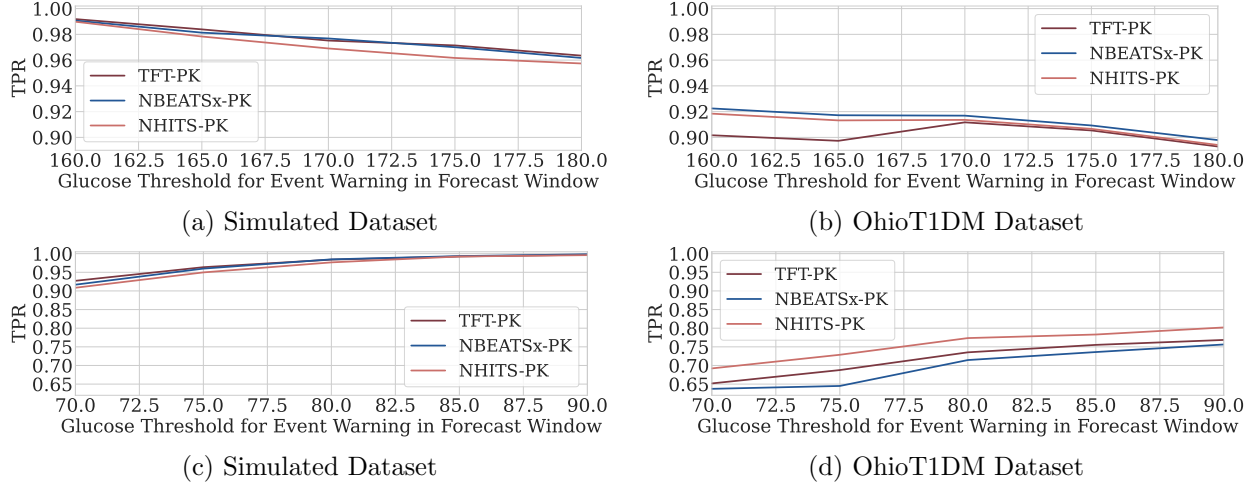 1.00
0.98
0.96
0.94
0.92
0.90
TPR
TFT-PK
NBEATSx-PK
NHITS-PK
160.0 162.5 165.0 167.5 170.0 172.5 175.0 177.5 180.0
Glucose Threshold for Event Warning in Forecast Window
(a) Simulated Dataset
1.00
0.98
0.96
0.94
0.92
0.90
TPR
TFT-PK
NBEATSx-PK
NHITS-PK
160.0 162.5 165.0 167.5 170.0 172.5 175.0 177.5 180.0
Glucose Threshold for Event Warning in Forecast Window
(b) OhioT1DM Dataset
1.00
0.95
0.90
0.85
0.80
0.75
0.70
0.65
TPR
TFT-PK
NBEATSx-PK
NHITS-PK
70.0 72.5 75.0 77.5 80.0 82.5 85.0 87.5 90.0
Glucose Threshold for Event Warning in Forecast Window
(c) Simulated Dataset
1.00
0.95
0.90
0.85
0.80
0.75
0.70
0.65
TPR
TFT-PK
NBEATSx-PK
NHITS-PK
70.0 72.5 75.0 77.5 80.0 82.5 85.0 87.5 90.0
Glucose Threshold for Event Warning in Forecast Window
(d) OhioT1DM Dataset